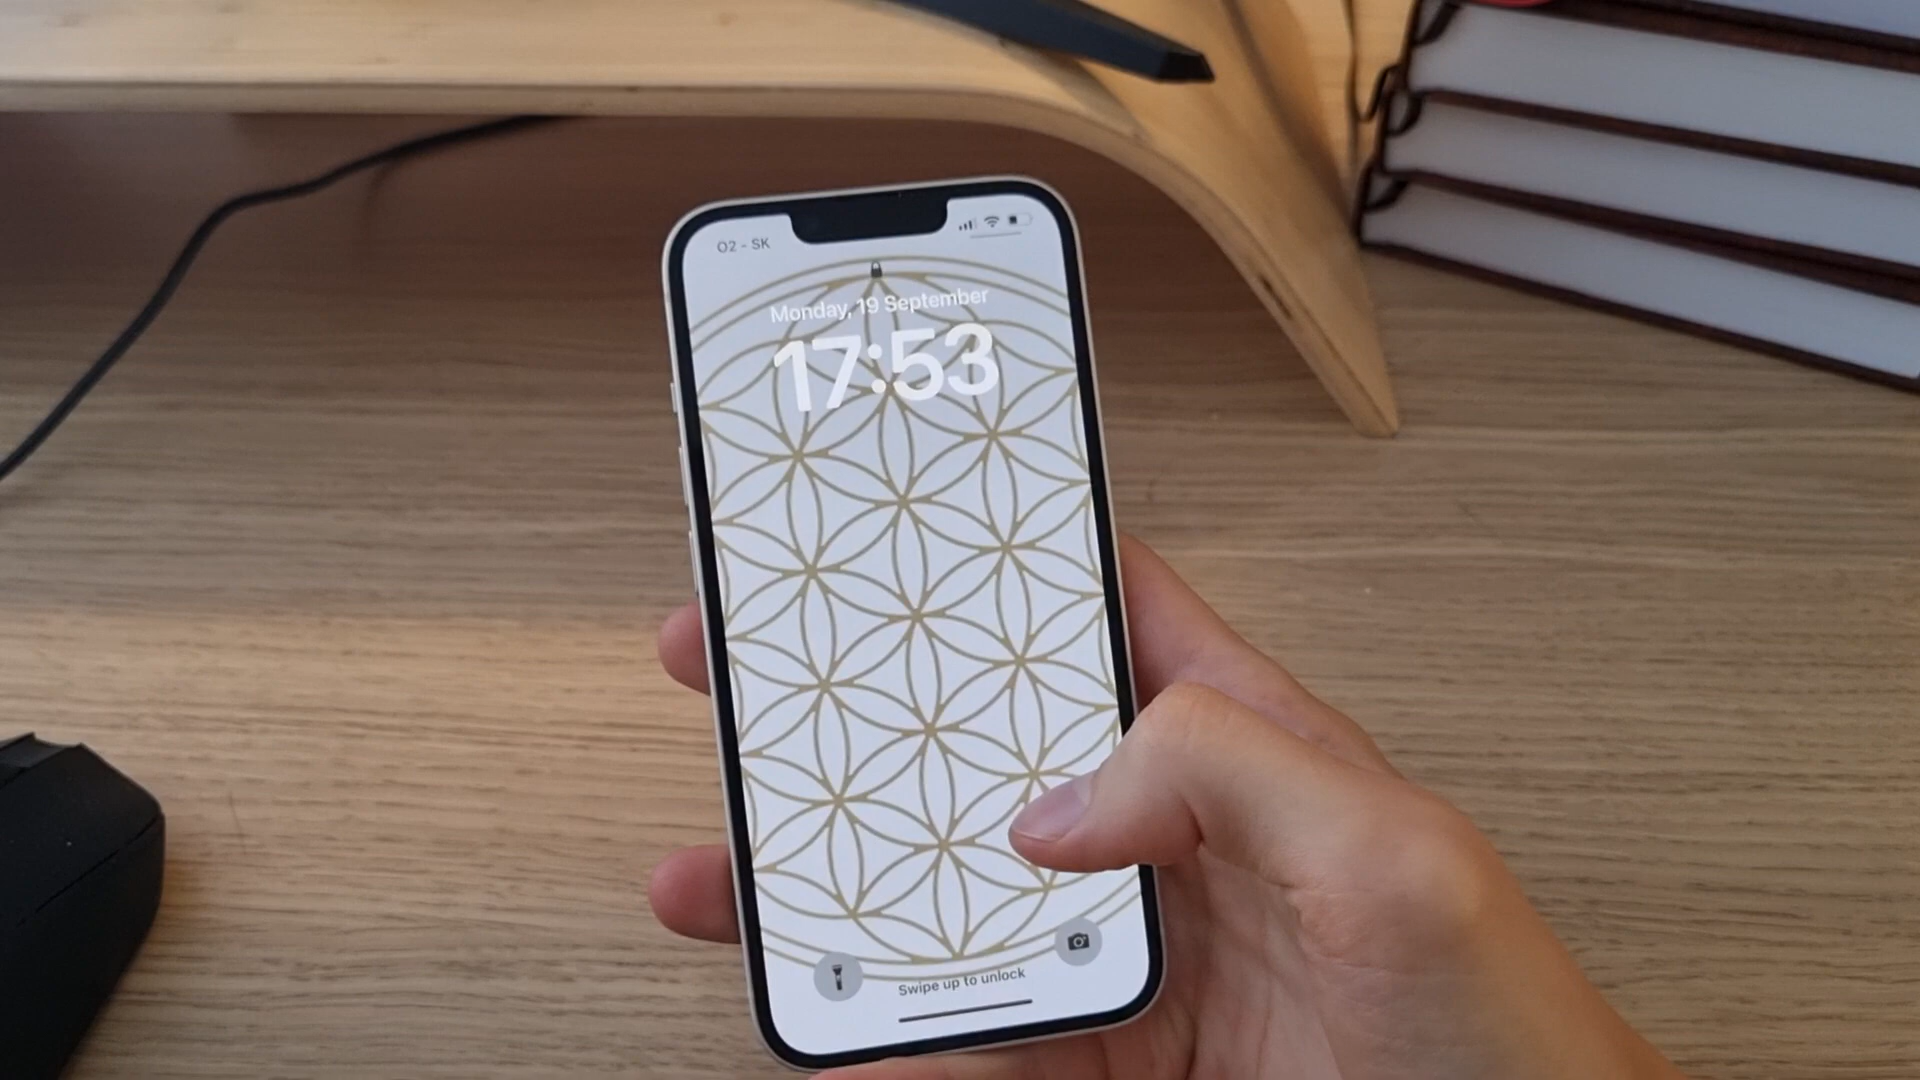 O2 - SK
Monday, 19 September
17:53
Swipe up to unlock